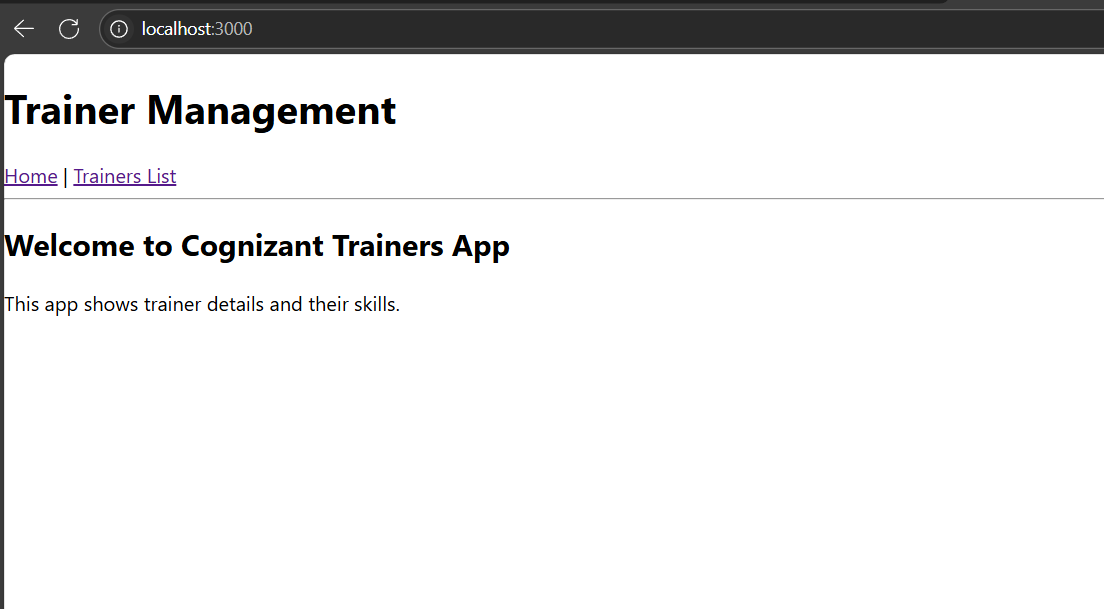 localhost:3000
Trainer Management
Home | Trainers List
Welcome to Cognizant Trainers App
This app shows trainer details and their skills.